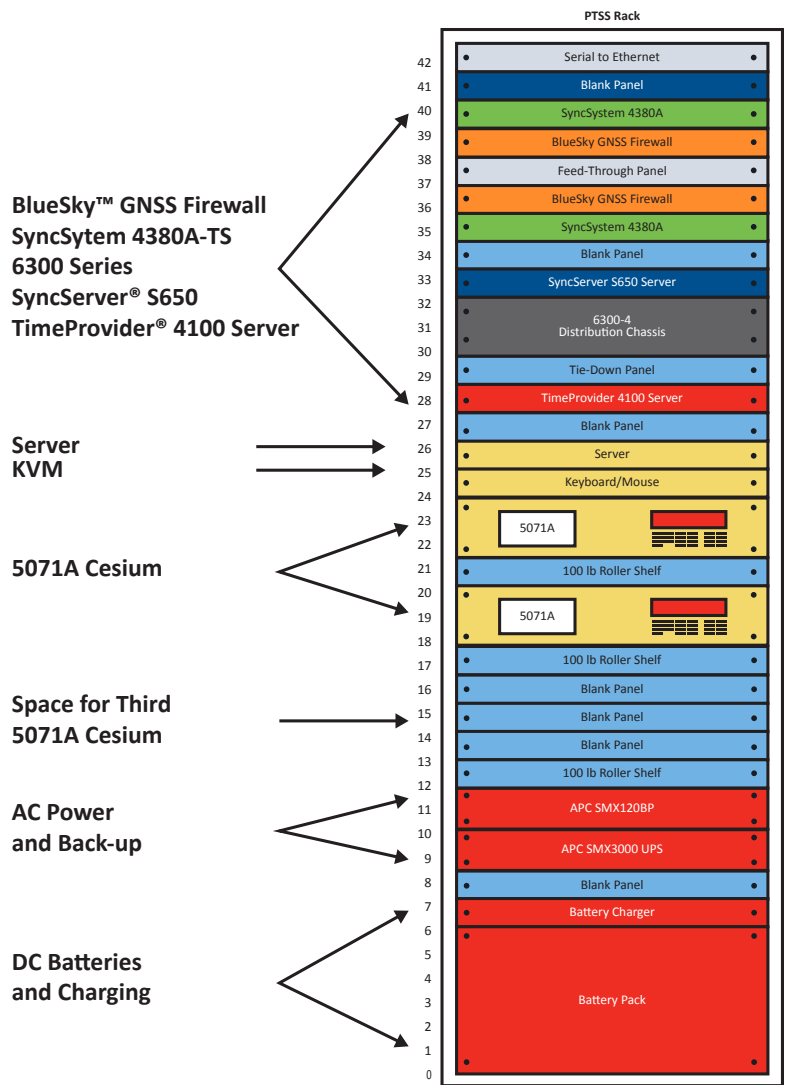 PTSS Rack
42
Serial to Ethernet
41
Blank Panel
40
SyncSystem 4380A
39
BlueSky GNSS Firewall
38
Feed-Through Panel
37
BlueSky GNSS Firewall
36
35
SyncSystem 4380A
34
Blank Panel
33
SyncServer S650 Server
32
31
6300-4
Distribution Chassis
30
29
Tie-Down Panel
28
TimeProvider 4100 Server
27
Blank Panel
26
Server
25
Keyboard/Mouse
24
23
5071A
22
21
100 lb Roller Shelf
20
19
5071A
18
17
100 lb Roller Shelf
16
Blank Panel
15
Blank Panel
14
Blank Panel
13
100 lb Roller Shelf
12
11
APC SMX120BP
10
9
APC SMX3000 UPS
8
Blank Panel
7
Battery Charger
6
5
4
3
Battery Pack
2
1
0
BlueSky™ GNSS Firewall
SyncSytem 4380A-TS
6300 Series
SyncServer® S650
TimeProvider® 4100 Server
Server
KVM
5071A Cesium
Space for Third
5071A Cesium
AC Power
and Back-up
DC Batteries
and Charging